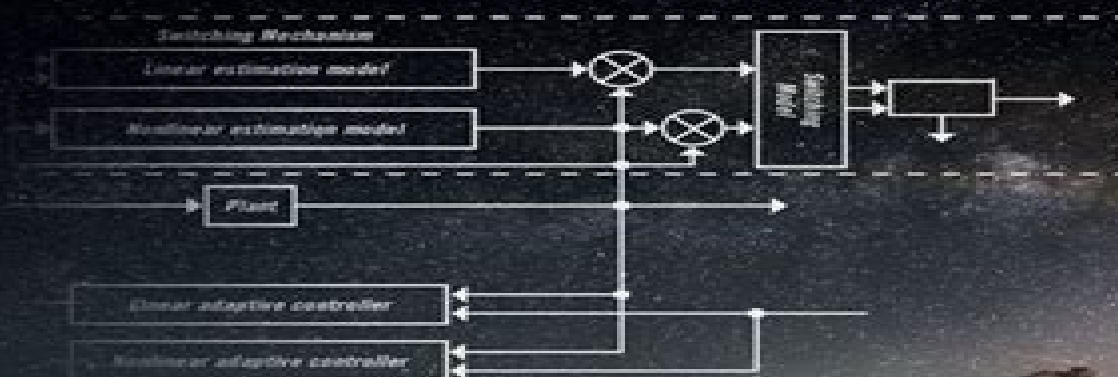 Switching Mechanism
Linear estimation model
Nonlinear estimation model
Switching
Model
Plant
Linear adaptive controller
Nonlinear adaptive controller